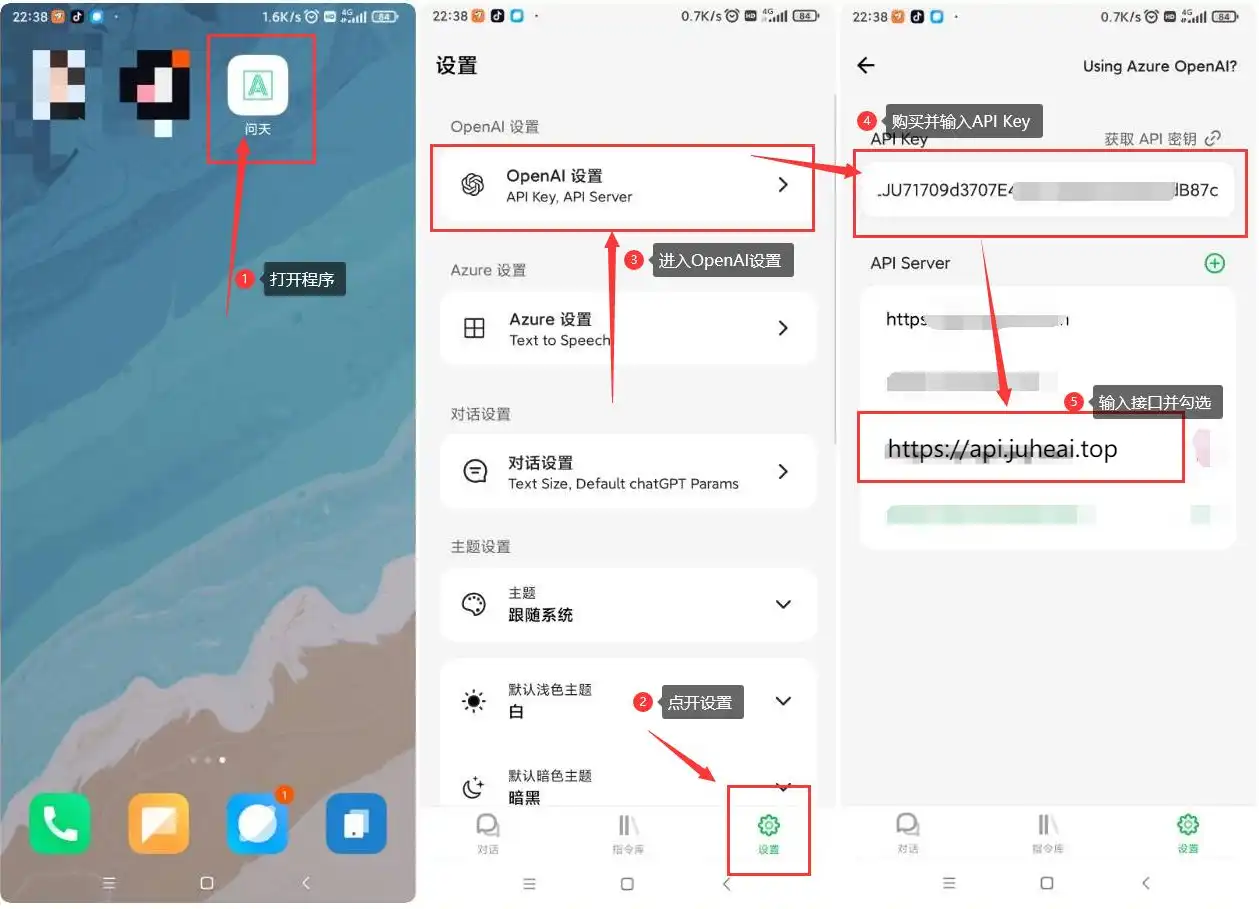 22:38
1.6K/s
HD
4G
84
问天
1
打开程序
1
22:38
0.7K/s
HD
4G
84
设置
OpenAI 设置
OpenAI 设置
API Key, API Server
3
进入OpenAI设置
Azure 设置
Azure 设置
Text to Speech
对话设置
对话设置
Text Size, Default chatGPT Params
主题设置
主题
跟随系统
默认浅色主题
白
2
点开设置
默认暗色主题
暗黑
对话
指令库
设置
22:38
0.7K/s
HD
4G
84
Using Azure OpenAI?
4
购买并输入API Key
API Key
获取 API 密钥
JU71709d3707E
B87c
API Server
https
5
输入接口并勾选
https://api.juheai.top
对话
指令库
设置